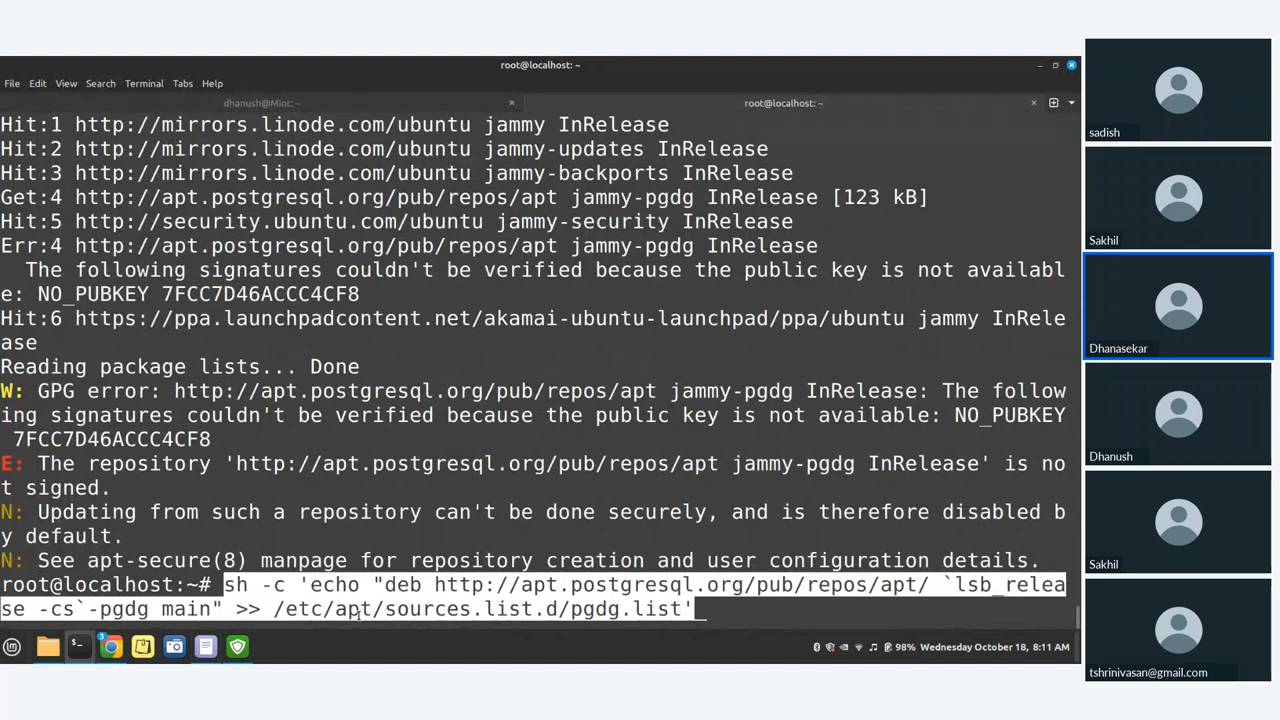 root@localhost: ~
File Edit View Search Terminal Tabs Help
dhanush@Mint: ~
root@localhost: ~
Hit:1 http://mirrors.linode.com/ubuntu jammy InRelease
Hit:2 http://mirrors.linode.com/ubuntu jammy-updates InRelease
Hit:3 http://mirrors.linode.com/ubuntu jammy-backports InRelease
Get:4 http://apt.postgresql.org/pub/repos/apt jammy-pgdg InRelease [123 kB]
Hit:5 http://security.ubuntu.com/ubuntu jammy-security InRelease
Err:4 http://apt.postgresql.org/pub/repos/apt jammy-pgdg InRelease
The following signatures couldn't be verified because the public key is not availabl
e: NO_PUBKEY 7FCC7D46ACCC4CF8
Hit:6 https://ppa.launchpadcontent.net/akamai-ubuntu-launchpad/ppa/ubuntu jammy InRele
ase
Reading package lists... Done
W: GPG error: http://apt.postgresql.org/pub/repos/apt jammy-pgdg InRelease: The follow
ing signatures couldn't be verified because the public key is not available: NO_PUBKEY
7FCC7D46ACCC4CF8
E: The repository 'http://apt.postgresql.org/pub/repos/apt jammy-pgdg InRelease' is no
t signed.
N: Updating from such a repository can't be done securely, and is therefore disabled b
y default.
N: See apt-secure(8) manpage for repository creation and user configuration details.
root@localhost:~# sh -c 'echo "deb http://apt.postgresql.org/pub/repos/apt/ `lsb_relea
se -cs`-pgdg main" >> /etc/apt/sources.list.d/pgdg.list'
3
98% Wednesday October 18, 8:11 AM
sadish
Sakhil
Dhanasekar
Dhanush
Sakhil
tshrinivasan@gmail.com